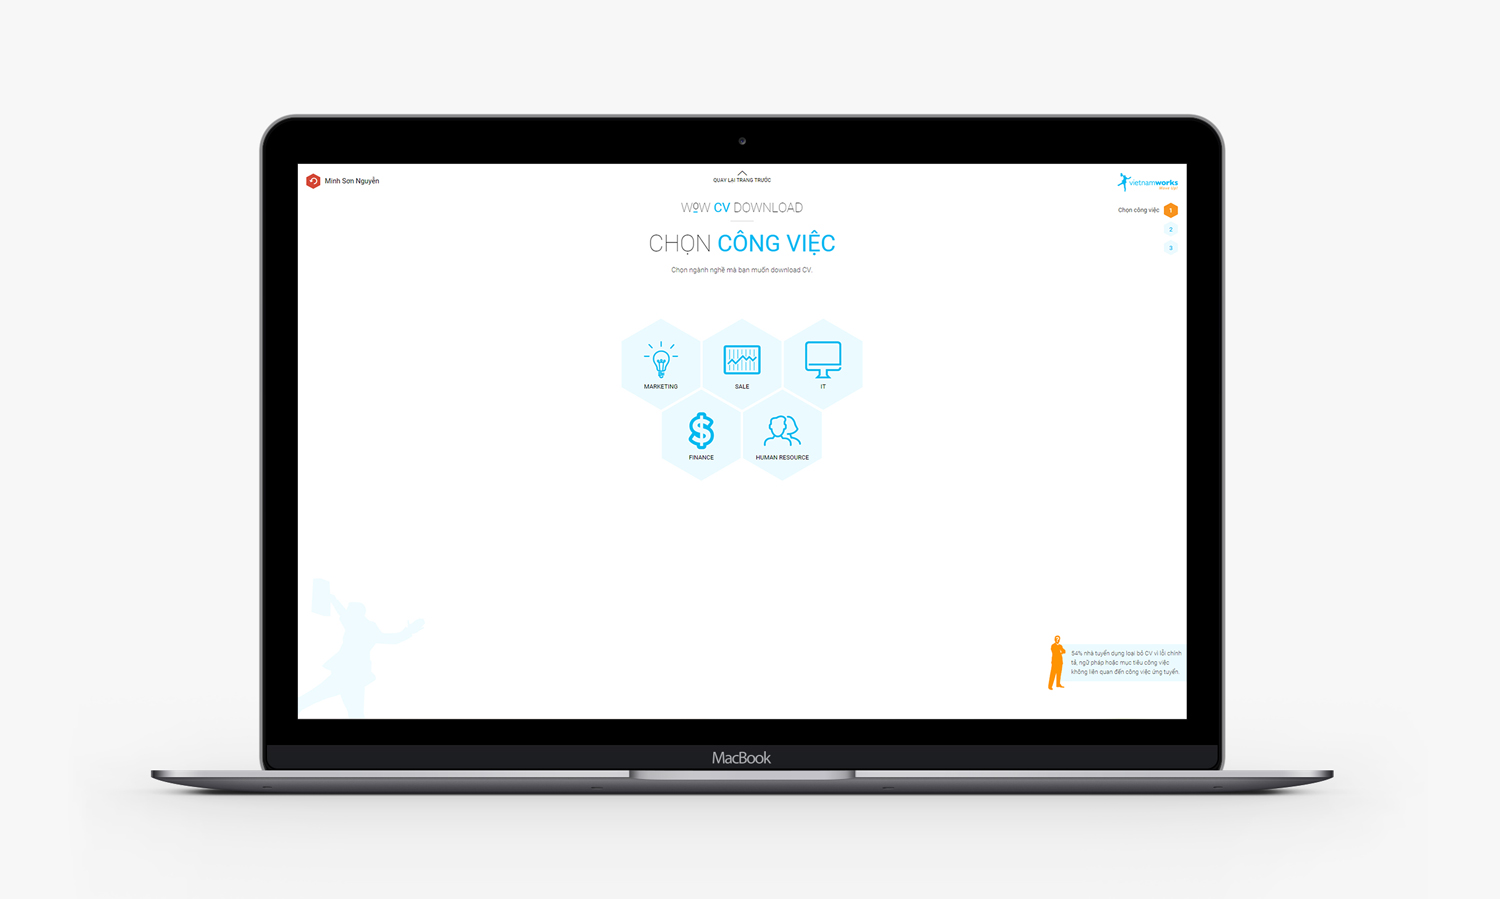 Minh Sơn Nguyễn
QUAY LẠI TRANG TRƯỚC
vietnamworks
WOW CV DOWNLOAD
Chọn công việc 1
2
3
CHỌN CÔNG VIỆC
Chọn ngành nghề mà bạn muốn download CV.
MARKETING
SALE
IT
FINANCE
HUMAN RESOURCE
54% nhà tuyển dụng loại bỏ CV vì lỗi chính
tả, ngữ pháp hoặc mục tiêu công việc
không liên quan đến công việc ứng tuyển.
MacBook